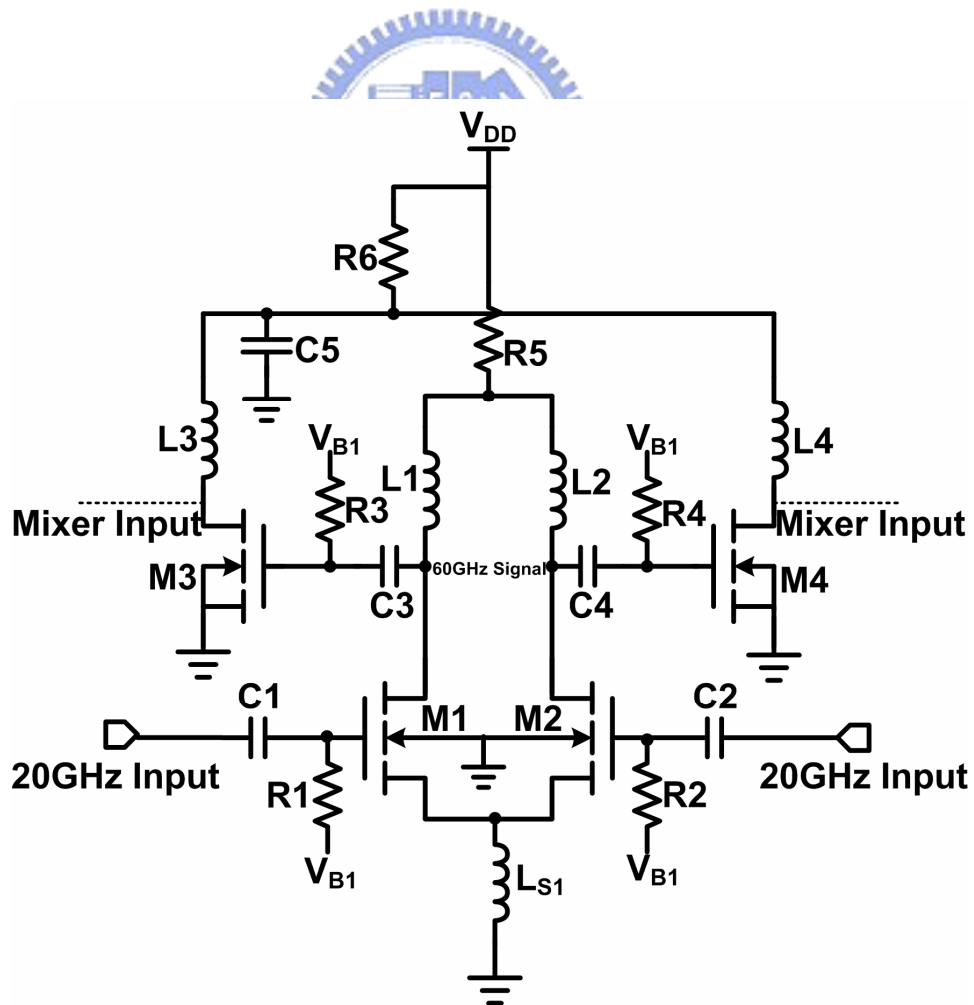 VDD
R6
C5
R5
L3
VB1
VB1
L4
L1
L2
R3
R4
Mixer Input
Mixer Input
M3
60GHz Signal
M4
C3
C4
C1
C2
M1
M2
20GHz Input
20GHz Input
R1
R2
VB1
VB1
LS1